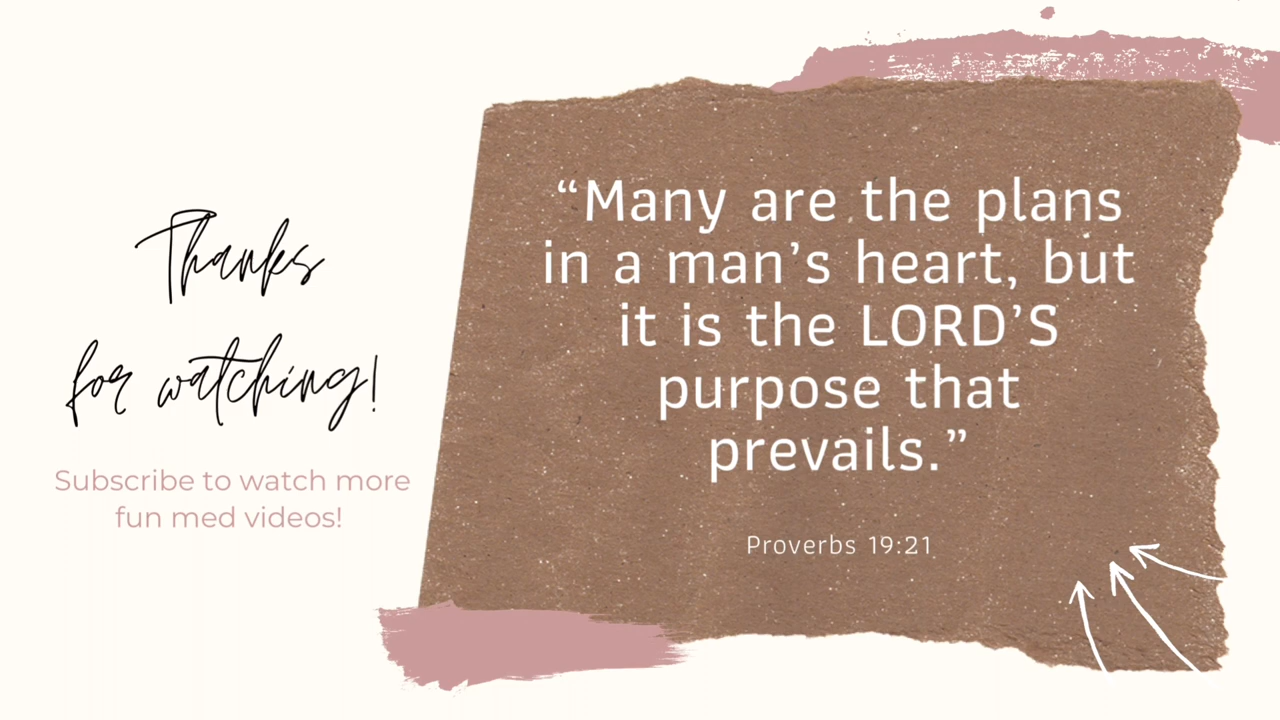 Thanks
for watching!
Subscribe to watch more
fun med videos!
“Many are the plans
in a man’s heart, but
it is the LORD’S
purpose that
prevails.”
Proverbs 19:21